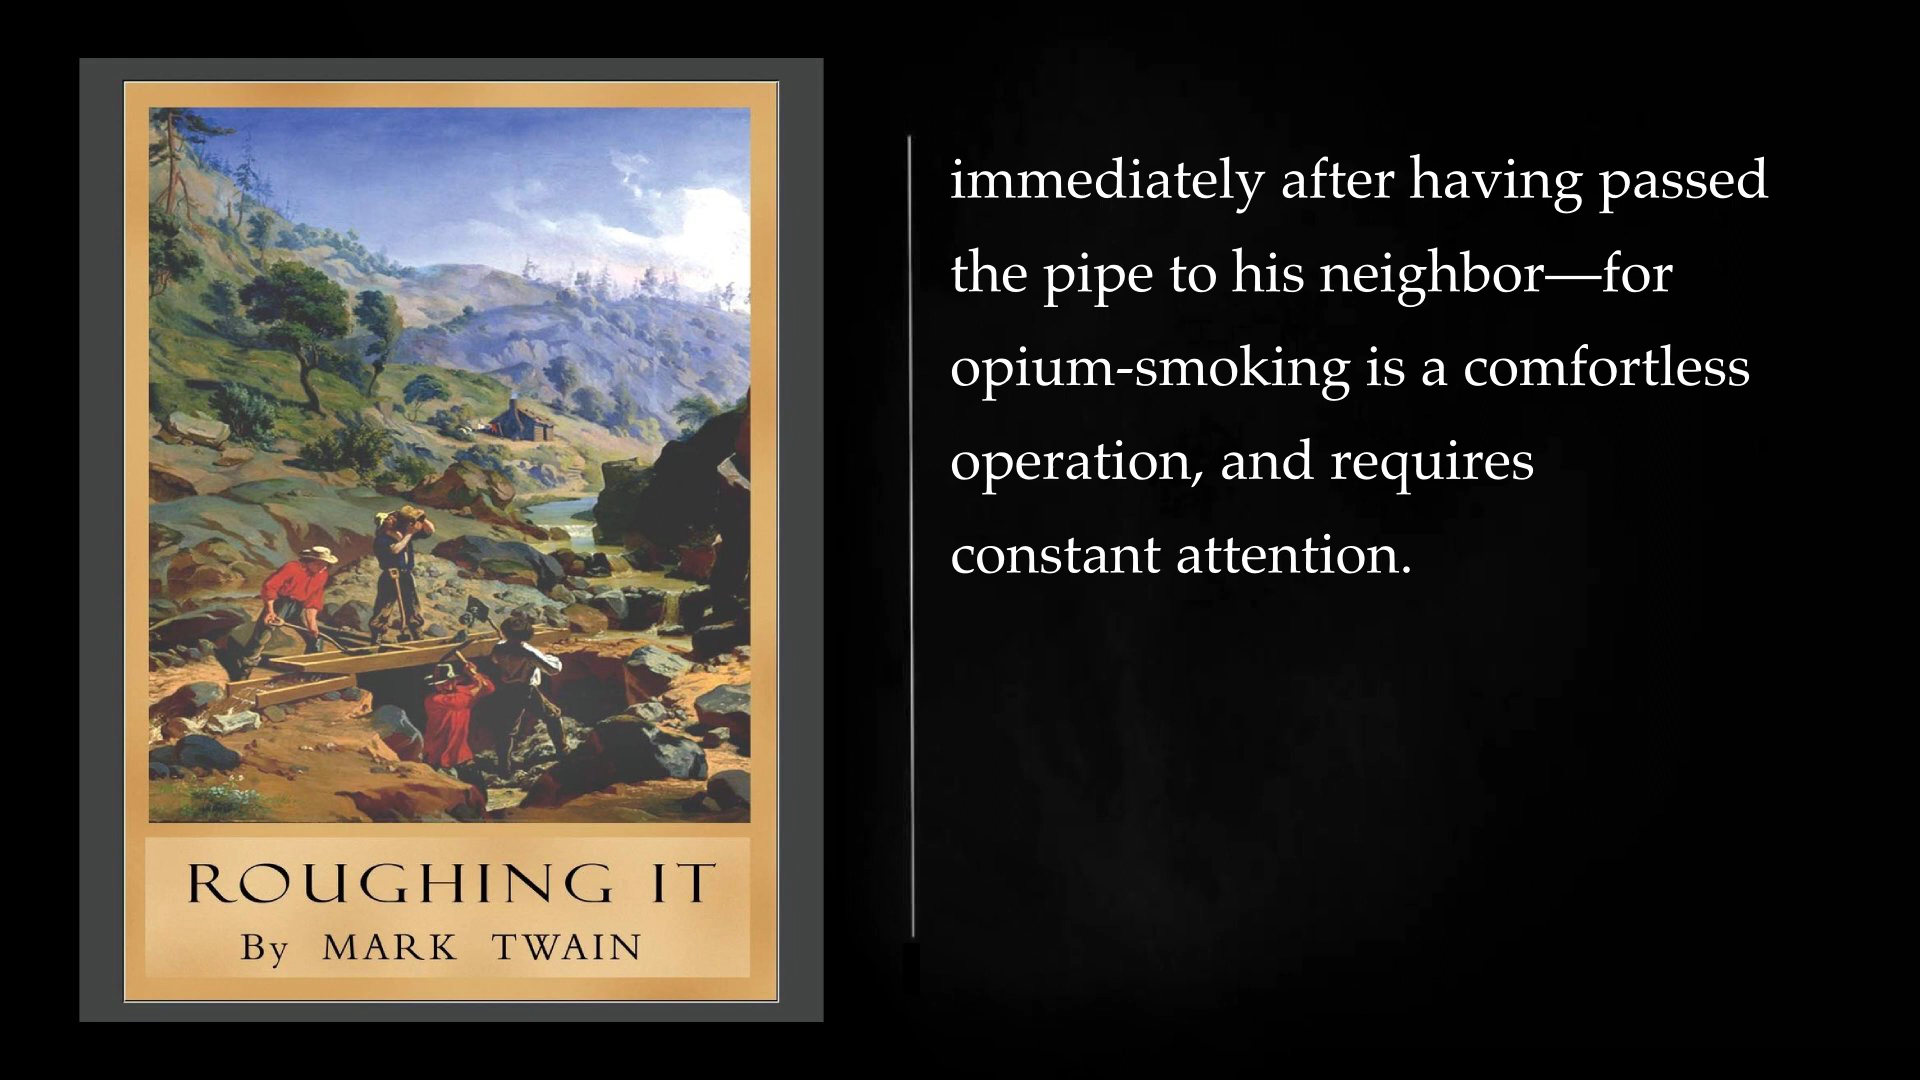 ROUGHING IT
By MARK TWAIN
immediately after having passed
the pipe to his neighbor—for
opium-smoking is a comfortless
operation, and requires
constant attention.